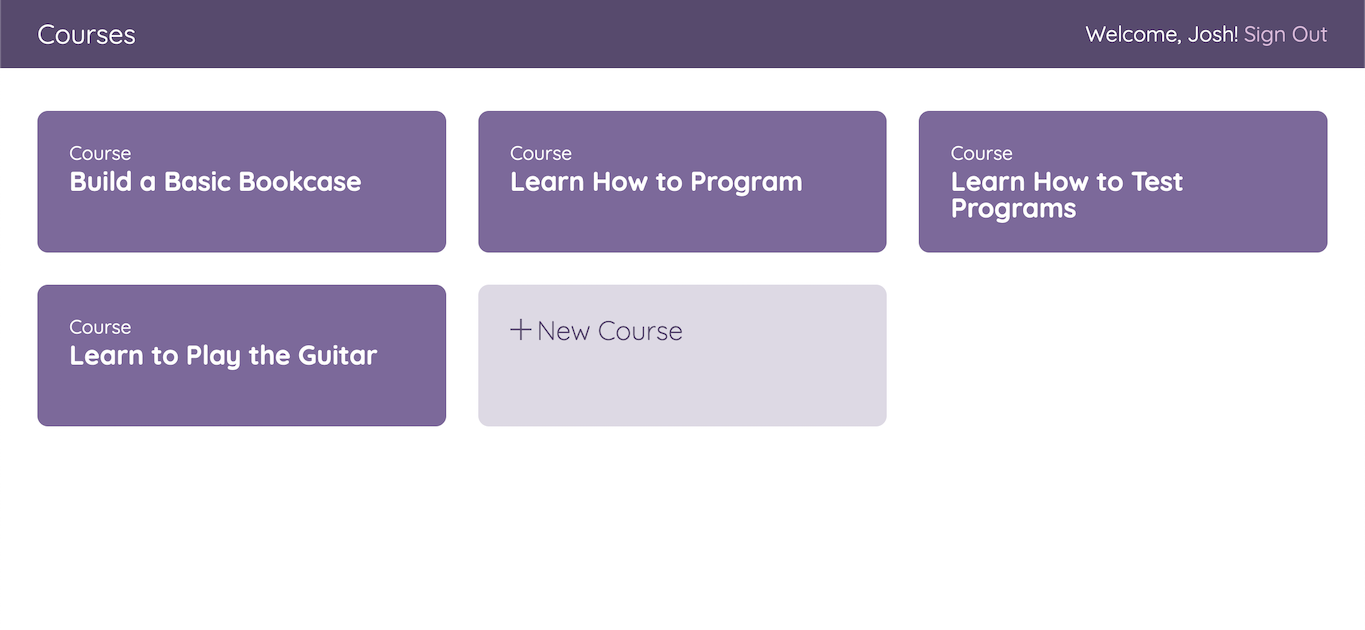 Courses
Welcome, Josh! Sign Out
Course
Build a Basic Bookcase
Course
Learn How to Program
Course
Learn How to Test
Programs
Course
Learn to Play the Guitar
+ New Course